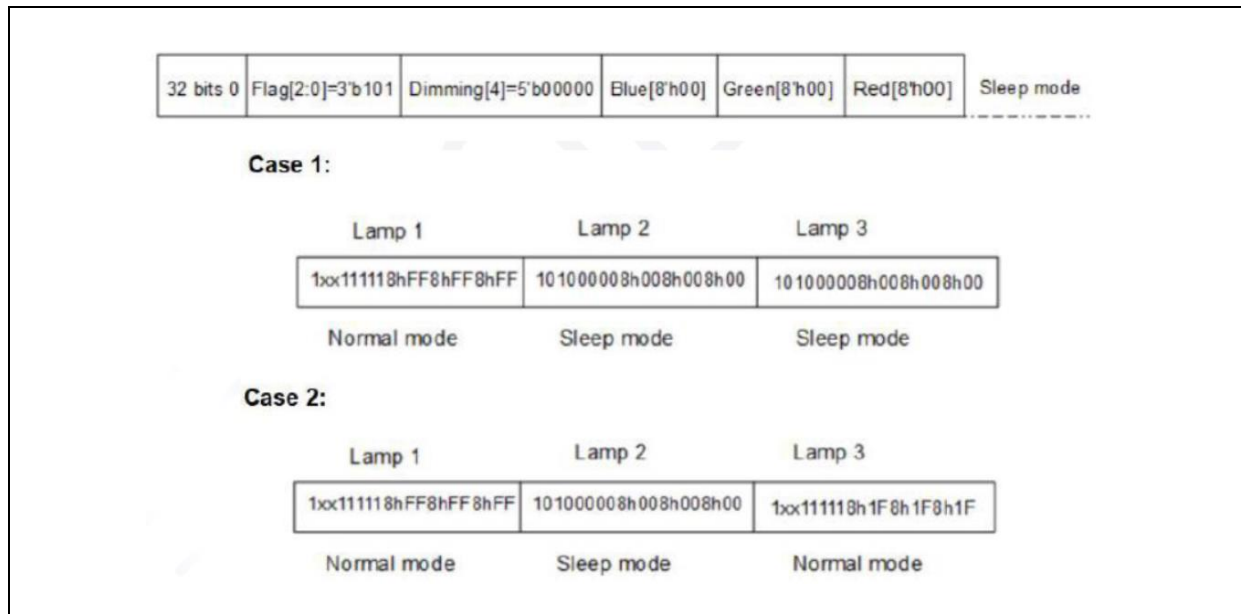 32 bits 0 Flag[2:0]=3'b101 Dimming[4]=5'b00000 Blue[8'h00] Green[8'h00] Red[8'h00] Sleep mode
Case 1:
Lamp 1 Lamp 2 Lamp 3
1xx111118hFF8hFF8hFF 101000008h008h008h00 101000008h008h008h00
Normal mode Sleep mode Sleep mode
Case 2:
Lamp 1 Lamp 2 Lamp 3
1xx111118hFF8hFF8hFF 101000008h008h008h00 1xx111118h1F8h1F8h1F
Normal mode Sleep mode Normal mode